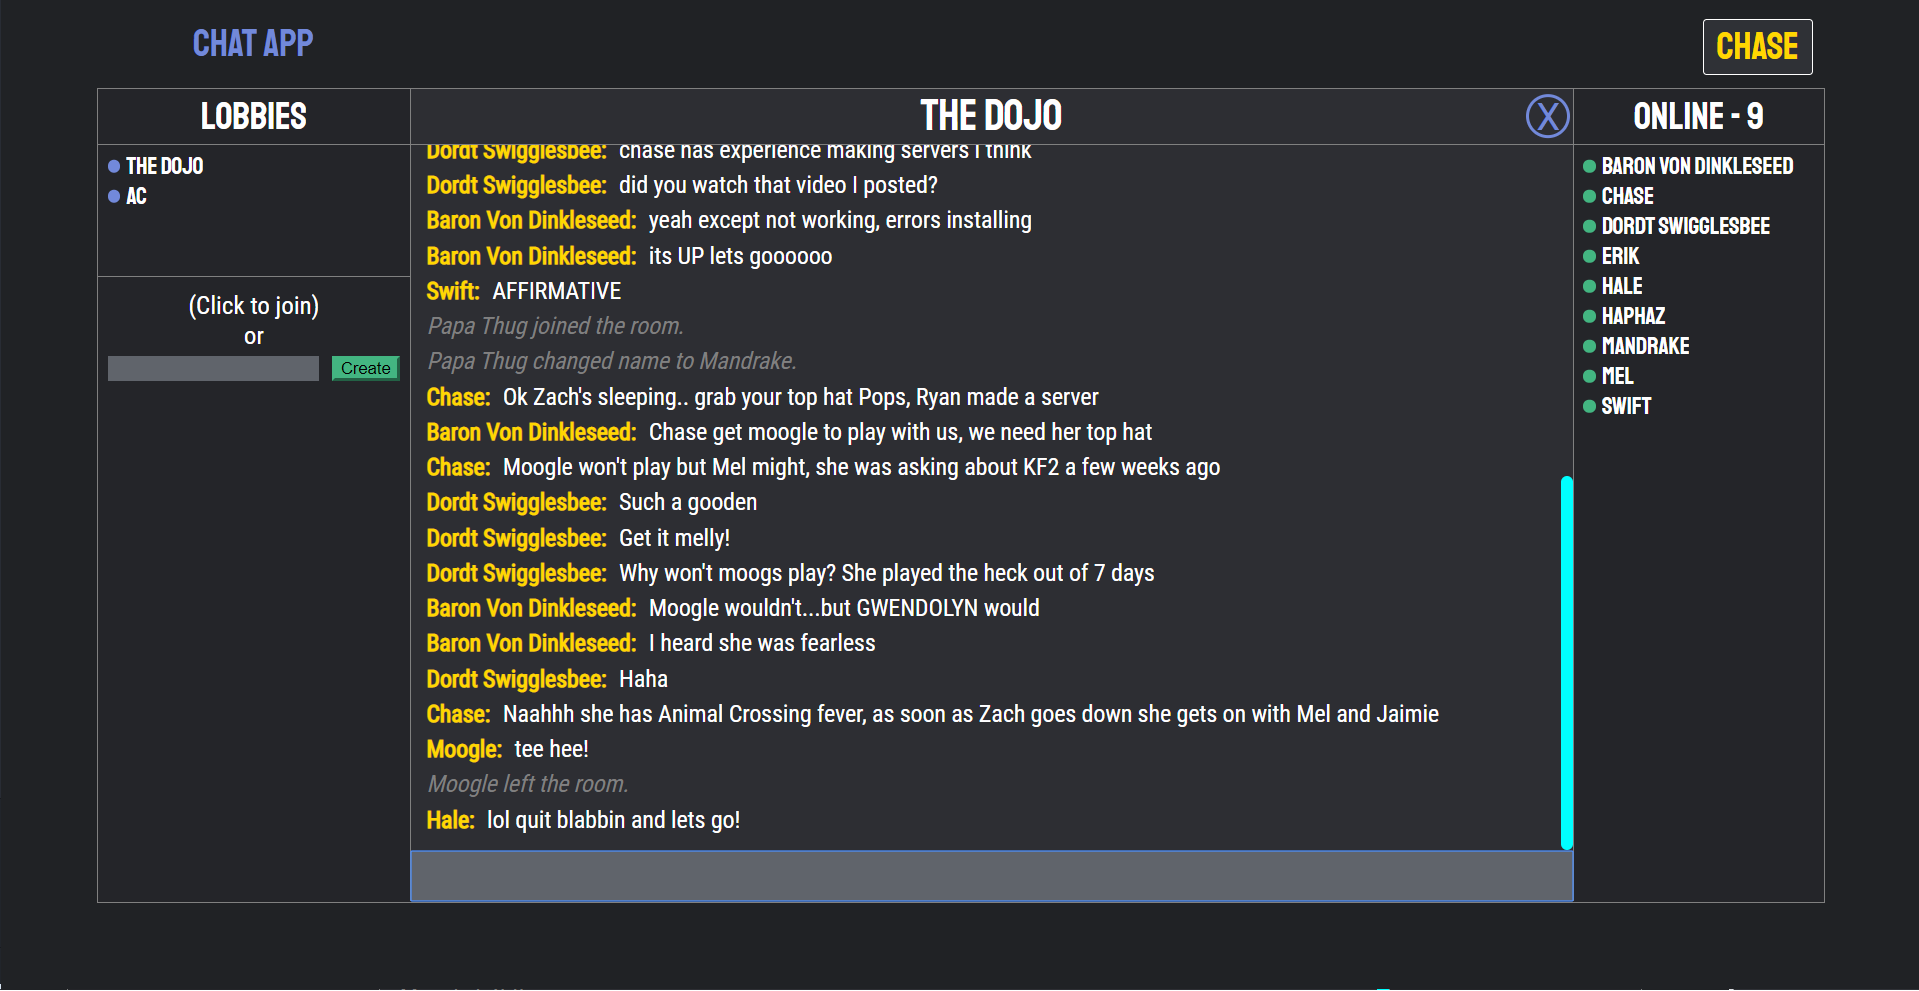 CHAT APP
CHASE
LOBBIES
THE DOJO
X
ONLINE - 9
THE DOJO
AC
(Click to join)
or
Create
Dordt Swigglesbee: chase has experience making servers I think
Dordt Swigglesbee: did you watch that video I posted?
Baron Von Dinkleseed: yeah except not working, errors installing
Baron Von Dinkleseed: its UP lets goooooo
Swift: AFFIRMATIVE
Papa Thug joined the room.
Papa Thug changed name to Mandrake.
Chase: Ok Zach's sleeping.. grab your top hat Pops, Ryan made a server
Baron Von Dinkleseed: Chase get moogle to play with us, we need her top hat
Chase: Moogle won't play but Mel might, she was asking about KF2 a few weeks ago
Dordt Swigglesbee: Such a gooden
Dordt Swigglesbee: Get it melly!
Dordt Swigglesbee: Why won't moogs play? She played the heck out of 7 days
Baron Von Dinkleseed: Moogle wouldn't...but GWENDOLYN would
Baron Von Dinkleseed: I heard she was fearless
Dordt Swigglesbee: Haha
Chase: Naahhh she has Animal Crossing fever, as soon as Zach goes down she gets on with Mel and Jaimie
Moogle: tee hee!
Moogle left the room.
Hale: lol quit blabbin and lets go!
BARON VON DINKLESEED
CHASE
DORDT SWIGGLESBEE
ERIK
HALE
HAPHAZ
MANDRAKE
MEL
SWIFT